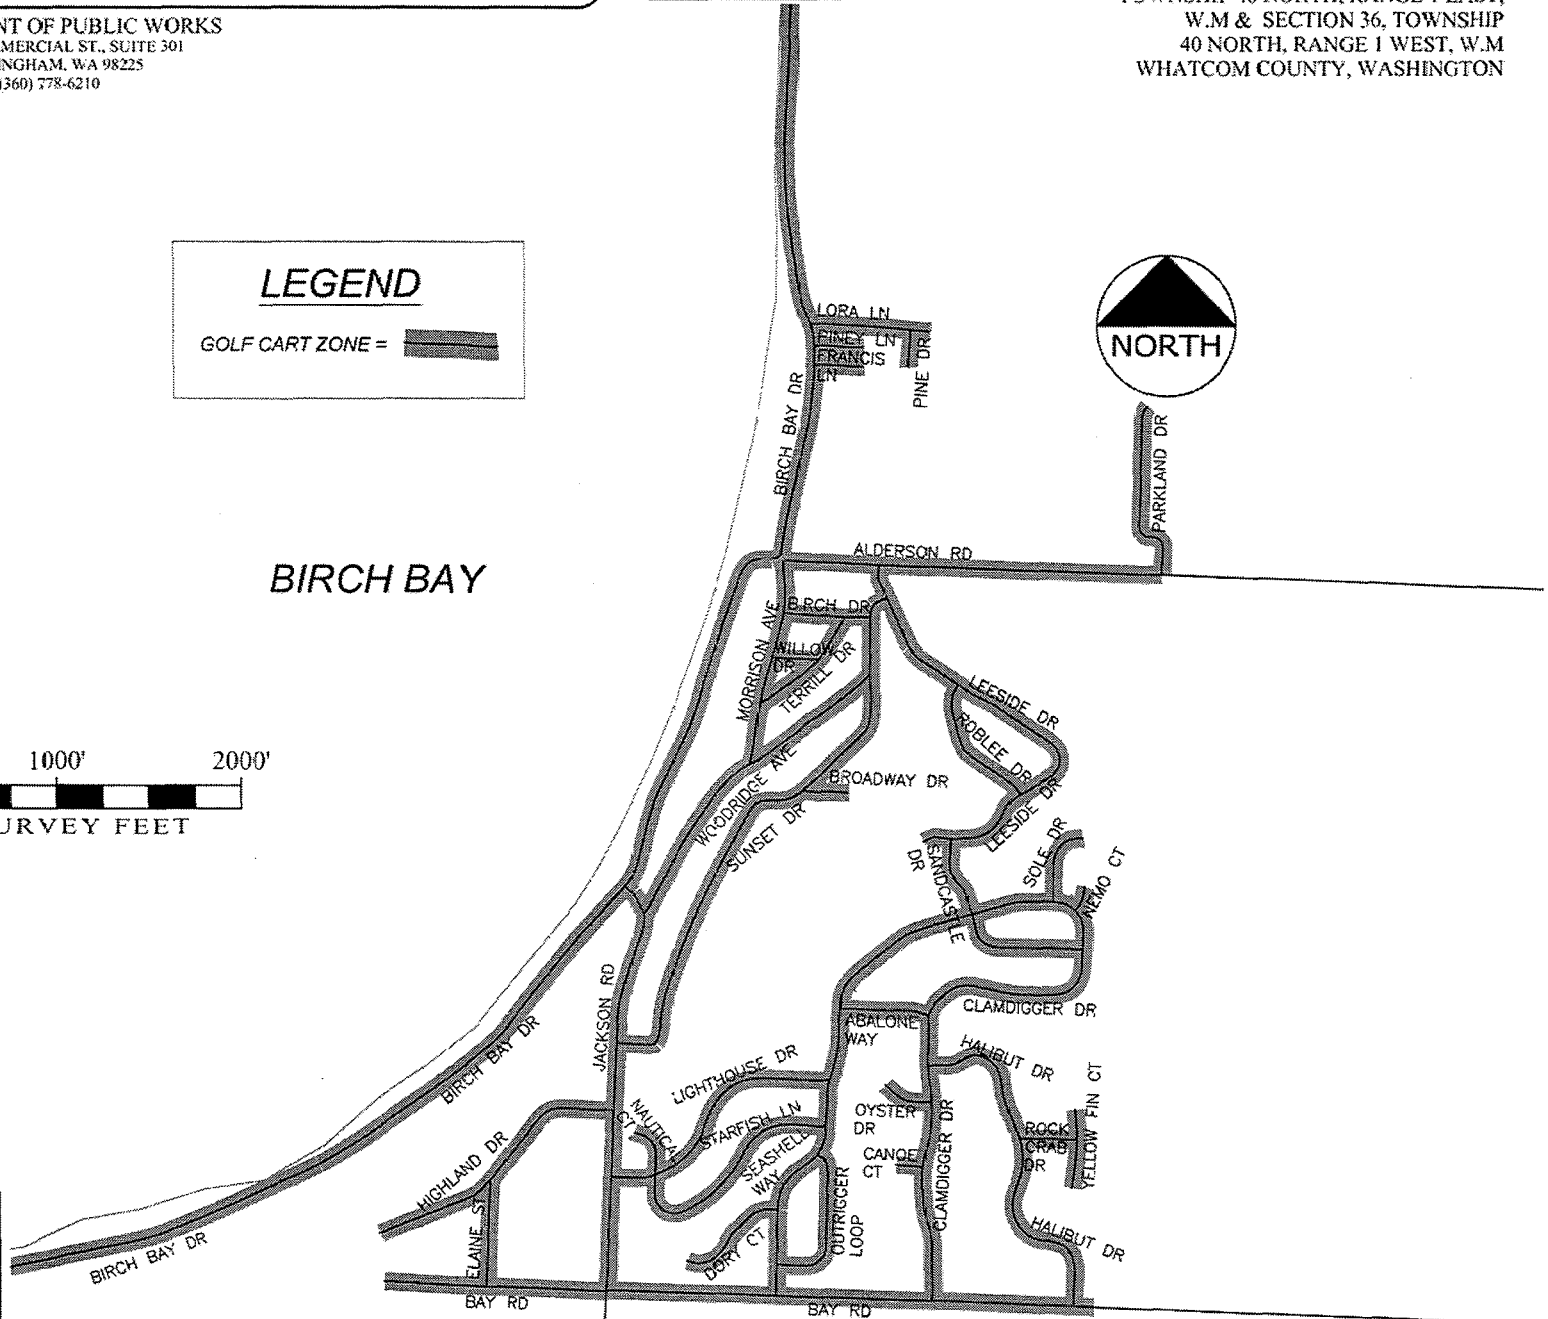 NT OF PUBLIC WORKS
MERCIAL ST., SUITE 301
INGHAM, WA 98225
(360) 778-6210
W.M & SECTION 36, TOWNSHIP
40 NORTH, RANGE 1 WEST, W.M
WHATCOM COUNTY, WASHINGTON
LEGEND
GOLF CART ZONE =
NORTH
LORA LN
PINEY LN
FRANCIS
LN
PINE DR
BIRCH BAY DR
PARKLAND DR
ALDERSON RD
BIRCH BAY
BIRCH DR
MORRISON AVE
WILLOW
DR
TERRILL DR
LEESIDE DR
ROBLEE DR
1000' 2000'
URVEY FEET
WOODRIDGE AVE
BROADWAY DR
SUNSET DR
LEESIDE DR
SANDCASTLE
DR
SOLE DR
NEMO CT
JACKSON RD
CLAMDIGGER DR
ABALONE
WAY
BIRCH BAY DR
HALIBUT DR
LIGHTHOUSE DR
NAUTICAL
CT
STARFISH LN
OYSTER
DR
YELLOW FIN CT
ROCK
CRAB
DR
SEASHELL
WAY
CANOE
CT
CLAMDIGGER DR
HIGHLAND DR
ELAINE ST
OUTRIGGER
LOOP
DORY CT
HALIBUT DR
BIRCH BAY DR
BAY RD
BAY RD